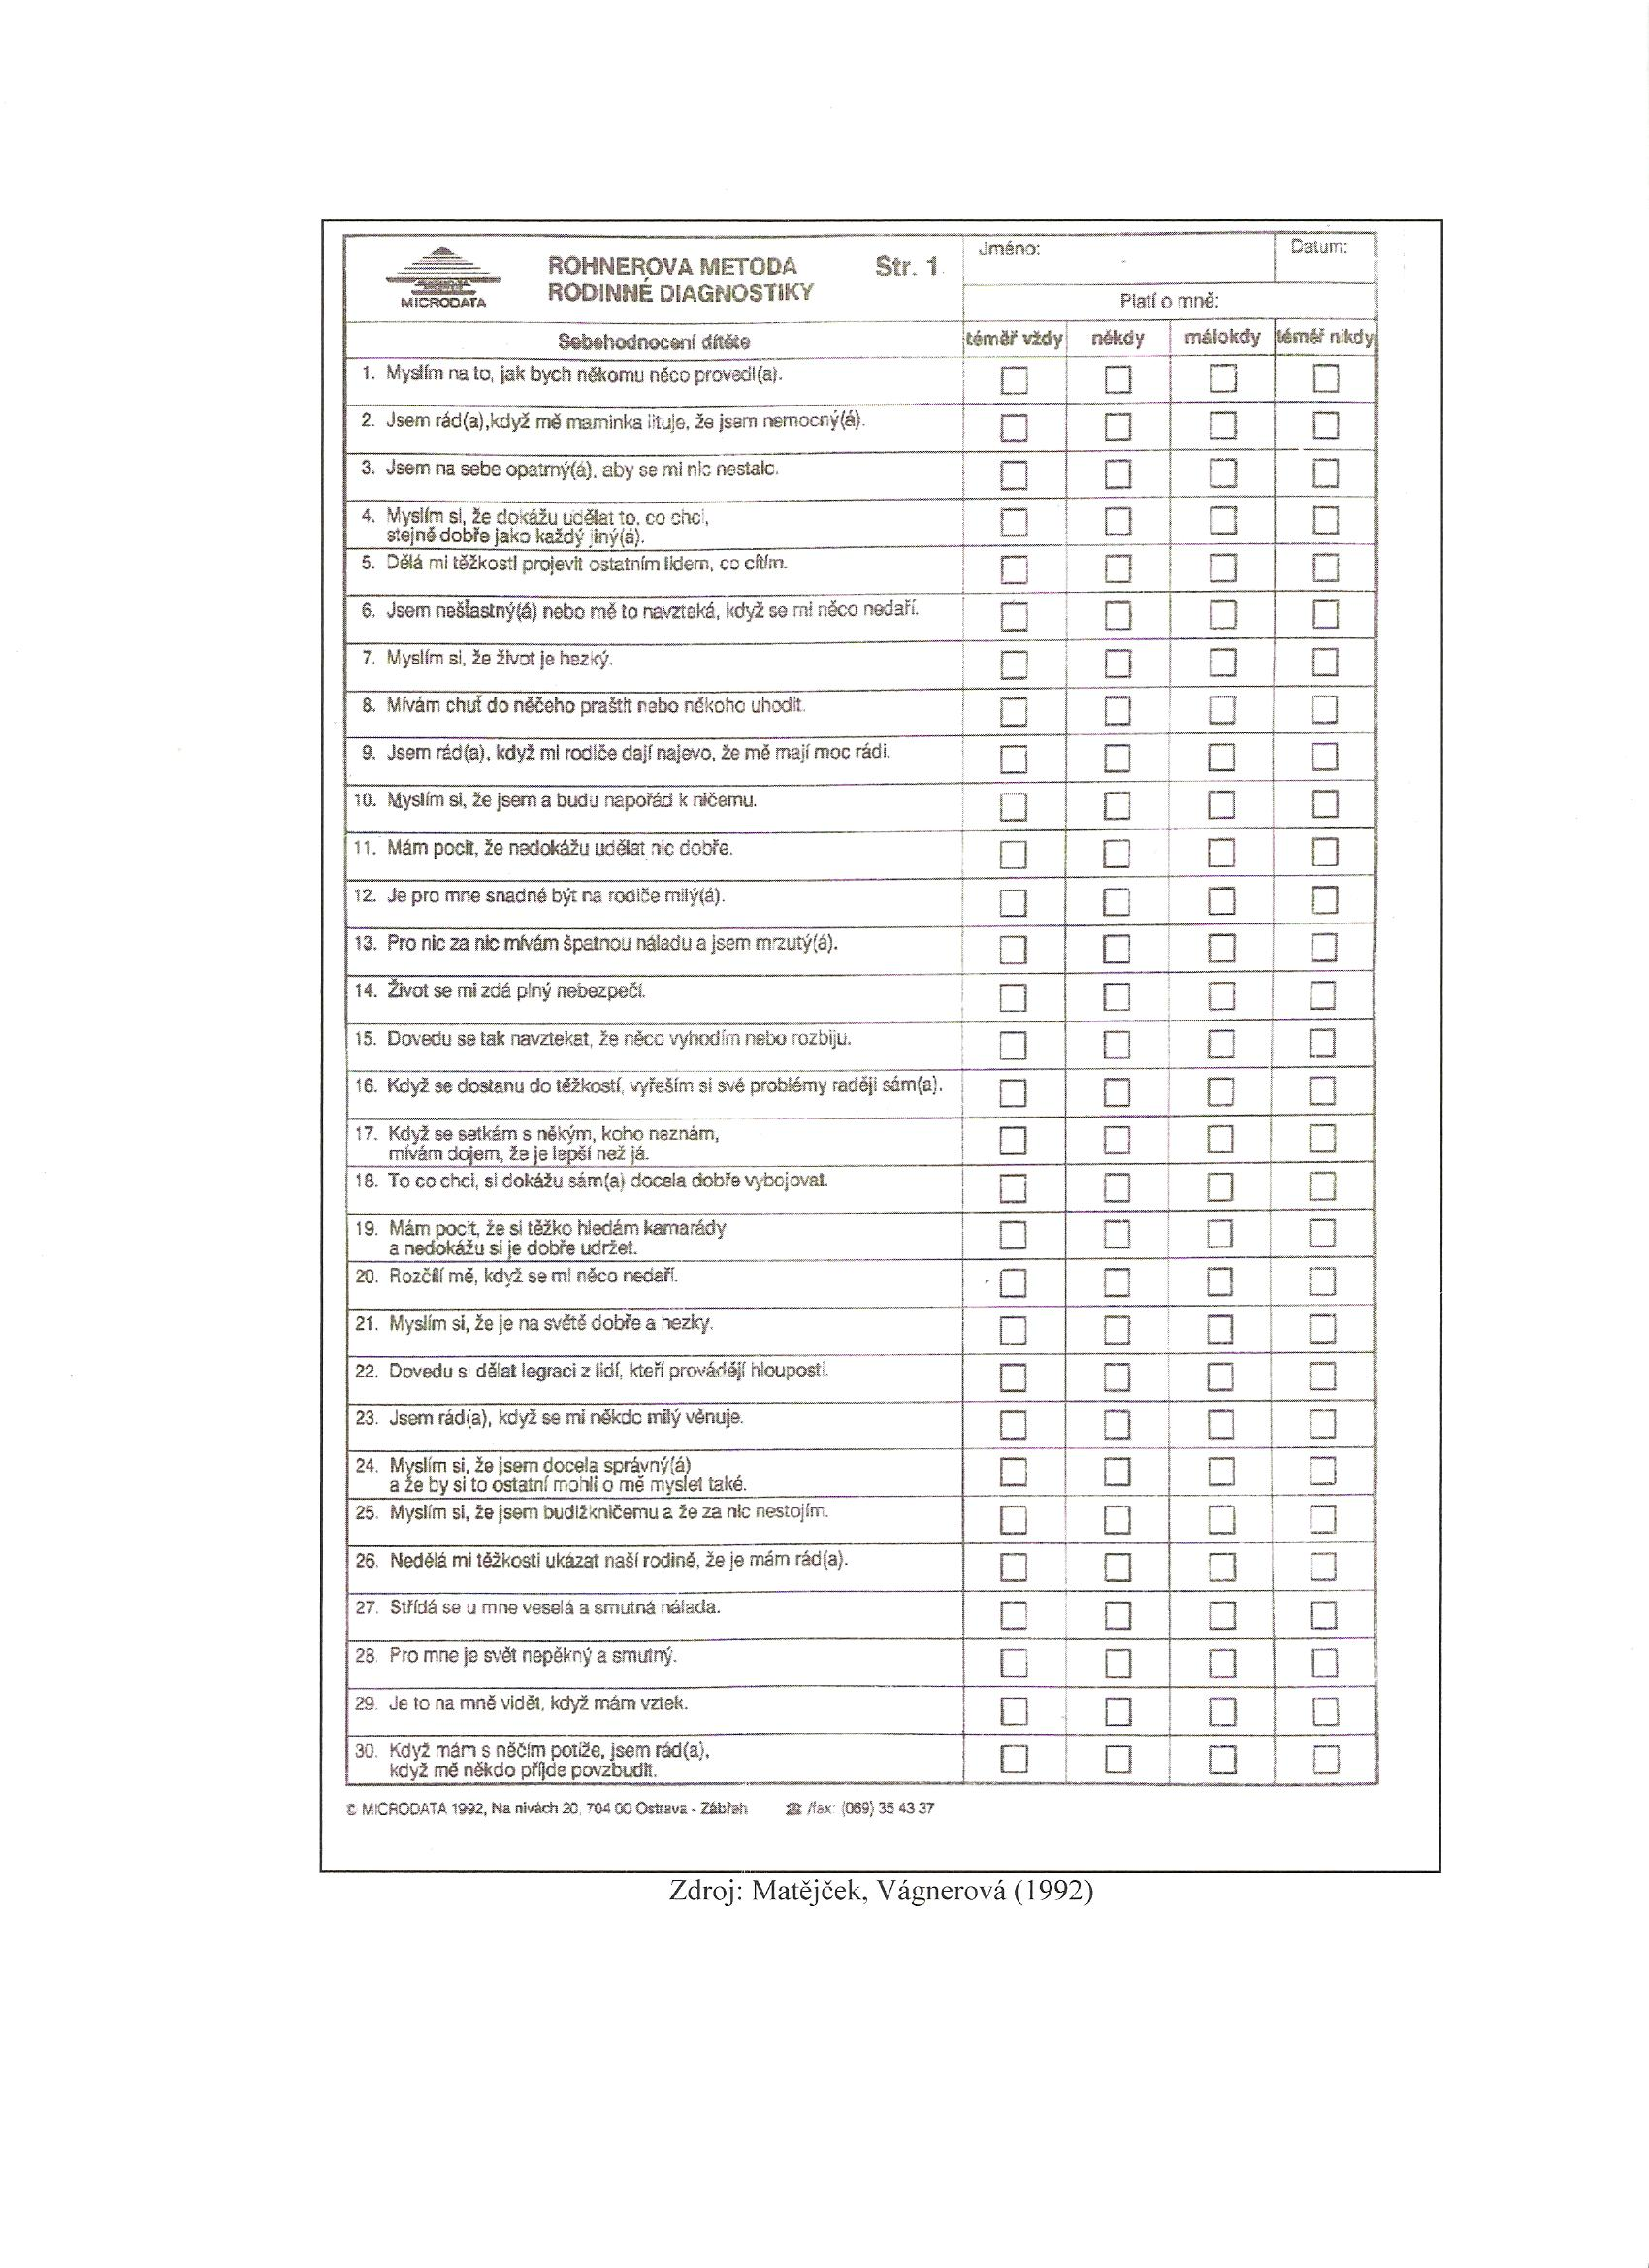 MICRODATA
ROHNEROVA METODA
RODINNÉ DIAGNOSTIKY
Str. 1
Jméno:
Datum:
Platí o mně:
Sebehodnocení dítěte
téměř vždy
někdy
málokdy
téměř nikdy
1. Myslím na to, jak bych někomu něco provedl(a).
2. Jsem rád(a),když mě maminka lituje, že jsem nemocný(á).
3. Jsem na sebe opatrný(á), aby se mi nic nestalo.
4. Myslím si, že dokážu udělat to, co chci,
stejně dobře jako každý jiný(á).
5. Dělá mi těžkosti projevit ostatním lidem, co cítím.
6. Jsem nešťastný(á) nebo mě to navzteká, když se mi něco nedaří.
7. Myslím si, že život je hezký.
8. Mívám chuť do něčeho praštit nebo někoho uhodit.
9. Jsem rád(a), když mi rodiče dají najevo, že mě mají moc rádi.
10. Myslím si, že jsem a budu napořád k ničemu.
11. Mám pocit, že nedokážu udělat nic dobře.
12. Je pro mne snadné být na rodiče milý(á).
13. Pro nic za nic mívám špatnou náladu a jsem mrzutý(á).
14. Život se mi zdá plný nebezpečí.
15. Dovedu se tak navztekat, že něco vyhodím nebo rozbiju.
16. Když se dostanu do těžkostí, vyřeším si své problémy raději sám(a).
17. Když se setkám s někým, koho neznám,
mívám dojem, že je lepší než já.
18. To co chci, si dokážu sám(a) docela dobře vybojovat.
19. Mám pocit, že si těžko hledám kamarády
a nedokážu si je dobře udržet.
20. Rozčílí mě, když se mi něco nedaří.
21. Myslím si, že je na světě dobře a hezky.
22. Dovedu si dělat legraci z lidí, kteří provádějí hlouposti.
23. Jsem rád(a), když se mi někdo milý věnuje.
24. Myslím si, že jsem docela správný(á)
a že by si to ostatní mohli o mě myslet také.
25. Myslím si, že jsem budižkničemu a že za nic nestojím.
26. Nedělá mi těžkosti ukázat naší rodině, že je mám rád(a).
27. Střídá se u mne veselá a smutná nálada.
28. Pro mne je svět nepěkný a smutný.
29. Je to na mně vidět, když mám vztek.
30. Když mám s něčím potíže, jsem rád(a),
když mě někdo příjde povzbudit.
© MICRODATA 1992, Na nivách 20, 704 00 Ostrava - Zábřeh ☎ /fax: (069) 35 43 37
Zdroj: Matějček, Vágnerová (1992)